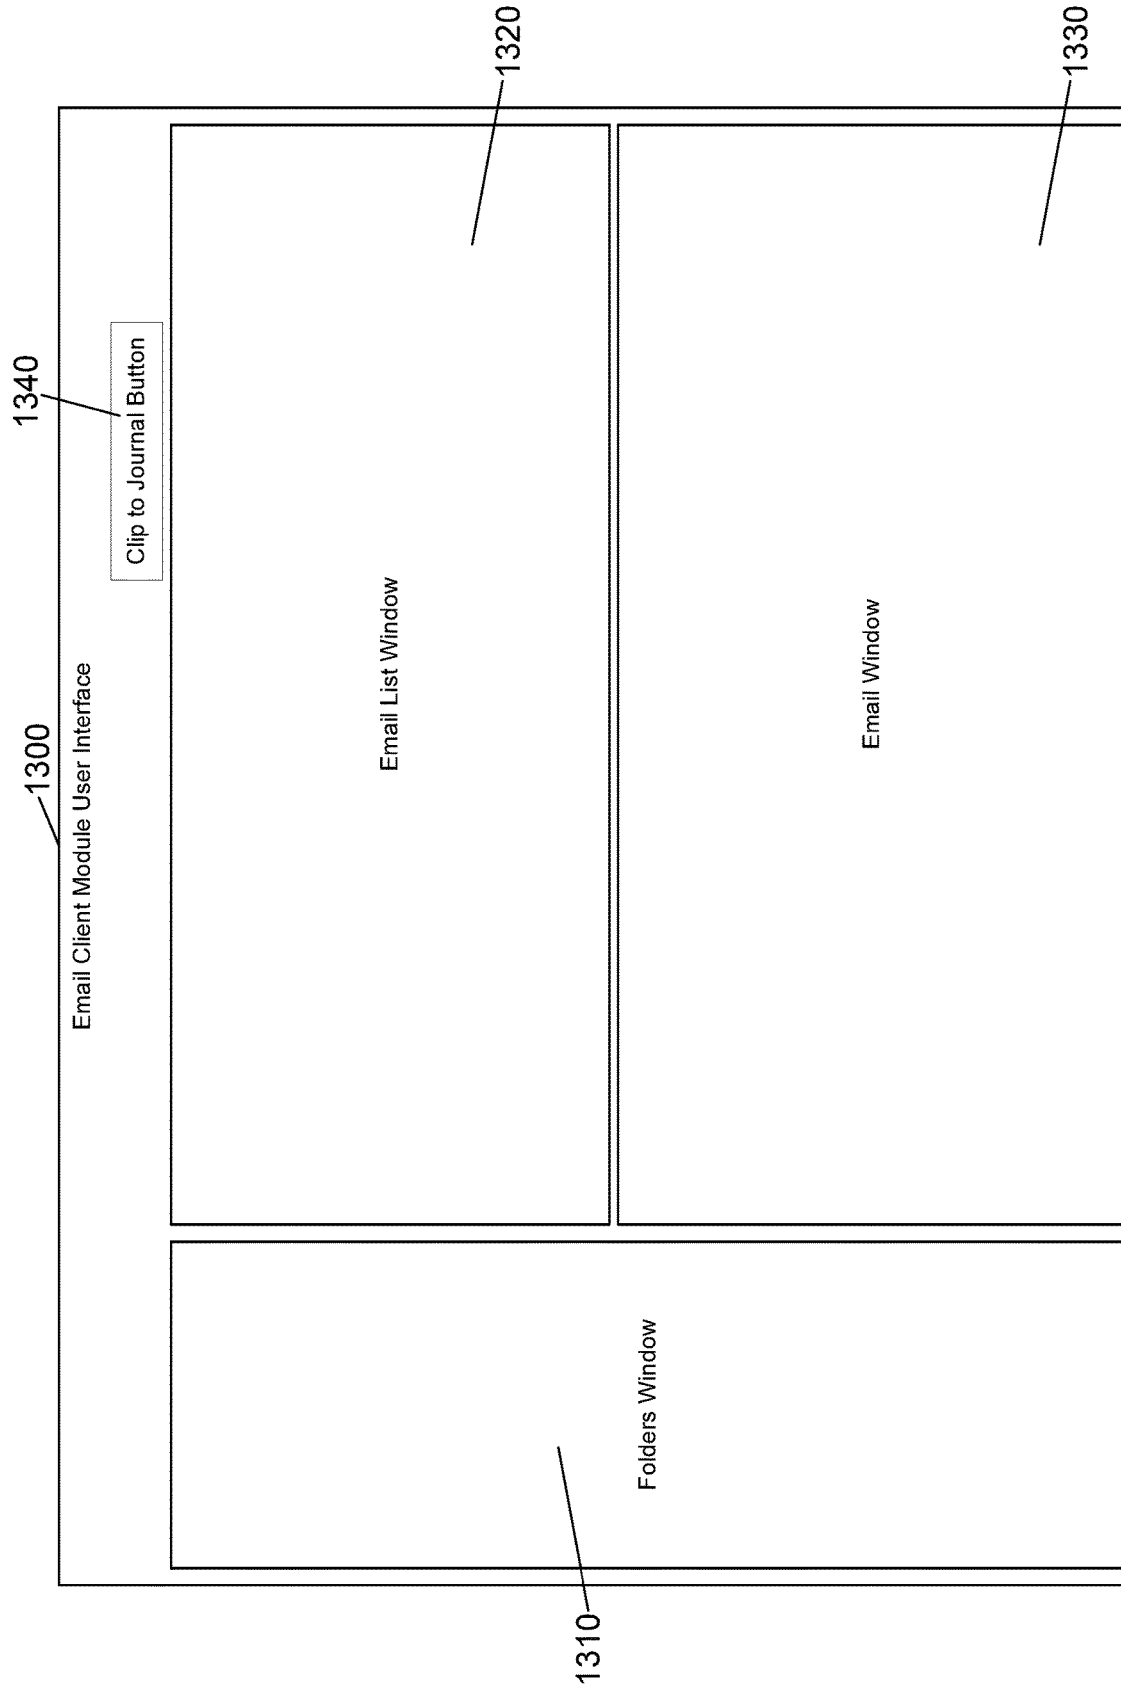 1300
Email Client Module User Interface
1340
Clip to Journal Button
Email List Window
1320
Folders Window
1310
Email Window
1330